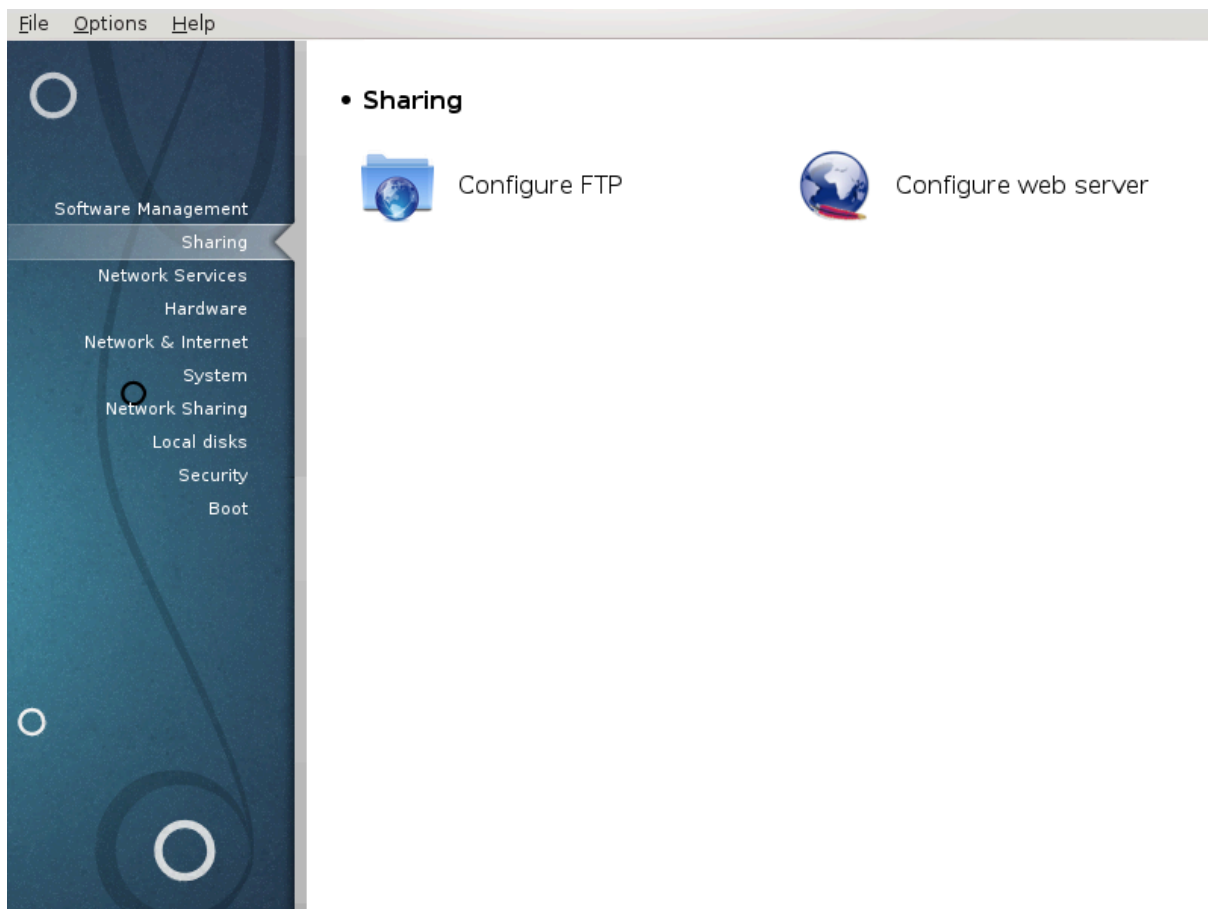 File Options Help
• Sharing
Configure FTP
Configure web server
Software Management
Sharing
Network Services
Hardware
Network & Internet
System
Network Sharing
Local disks
Security
Boot